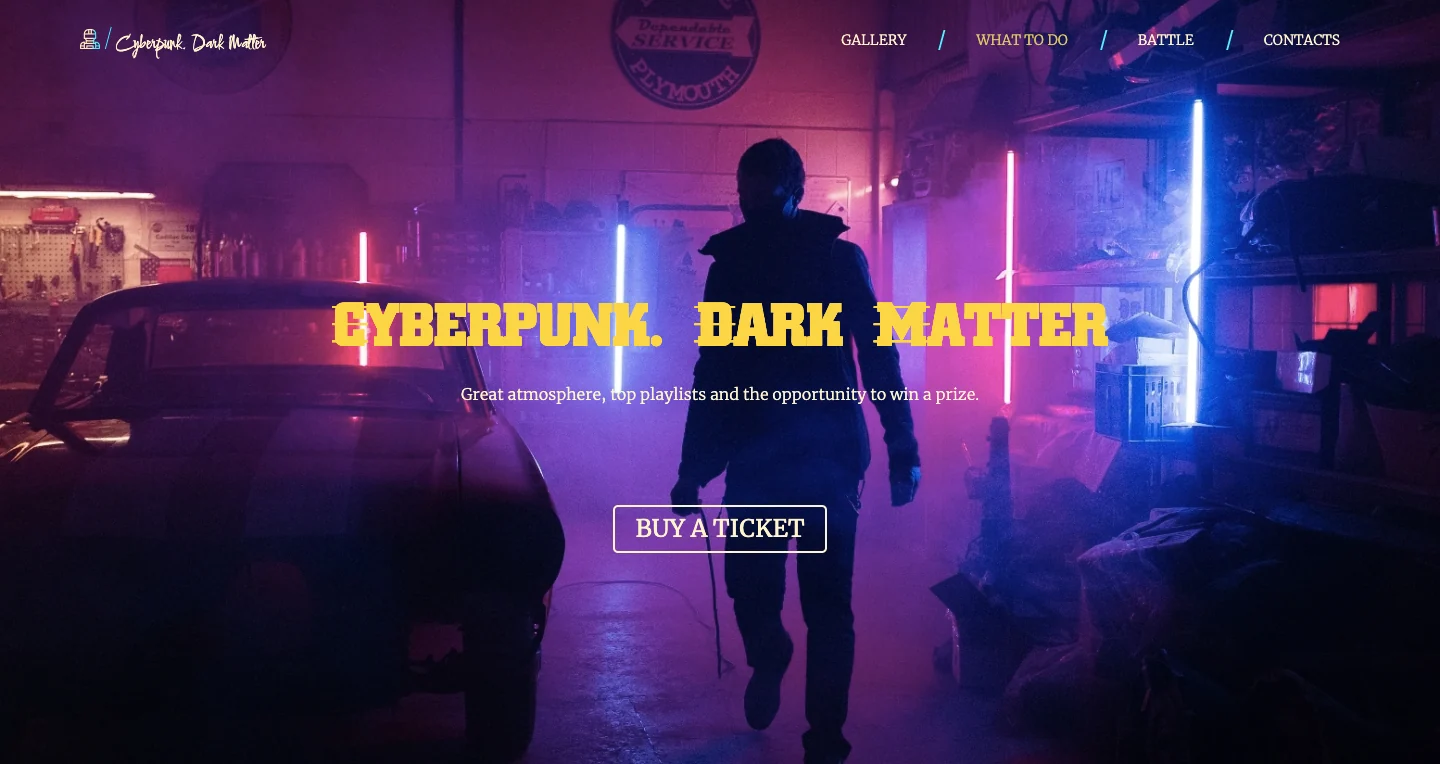 Cyberpunk. Dark Matter
GALLERY / WHAT TO DO / BATTLE / CONTACTS
Dependable
SERVICE
PLYMOUTH
Cyberpunk. Dark Matter
Great atmosphere, top playlists and the opportunity to win a prize.
BUY A TICKET